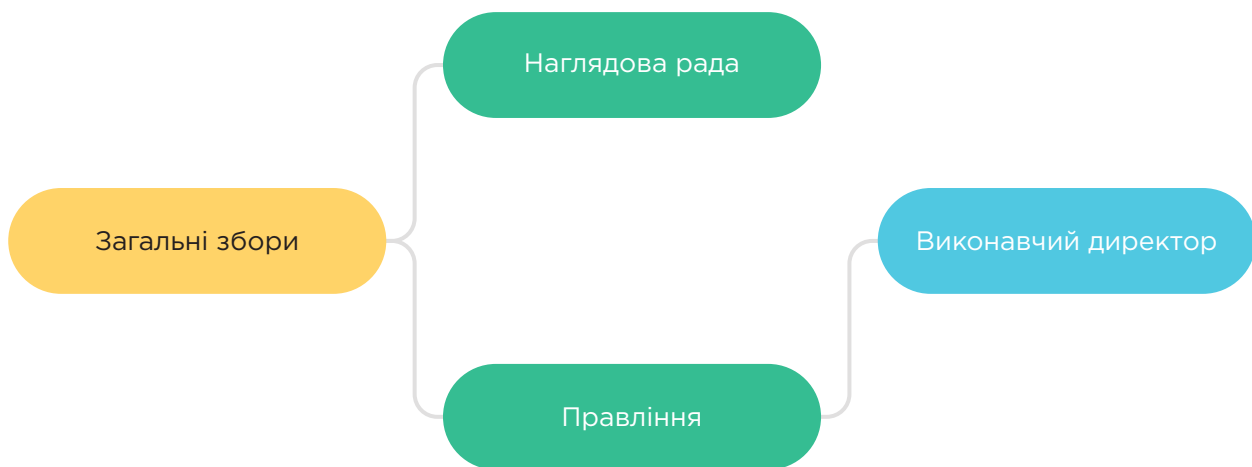 Наглядова рада
Загальні збори
Виконавчий директор
Правління